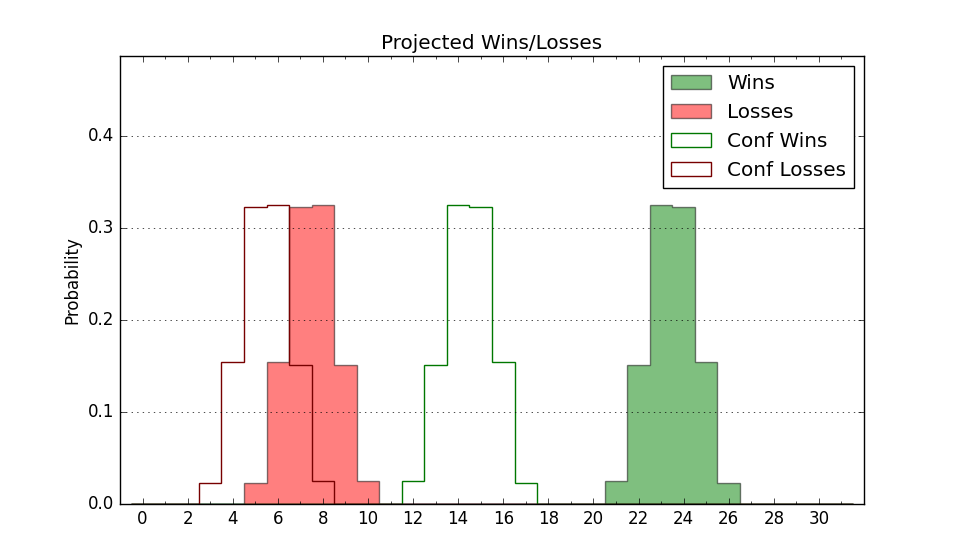 Projected Wins/Losses
Wins
Losses
Conf Wins
Conf Losses
Probability
0.4
0.3
0.2
0.1
0.0
0 2 4 6 8 10 12 14 16 18 20 22 24 26 28 30